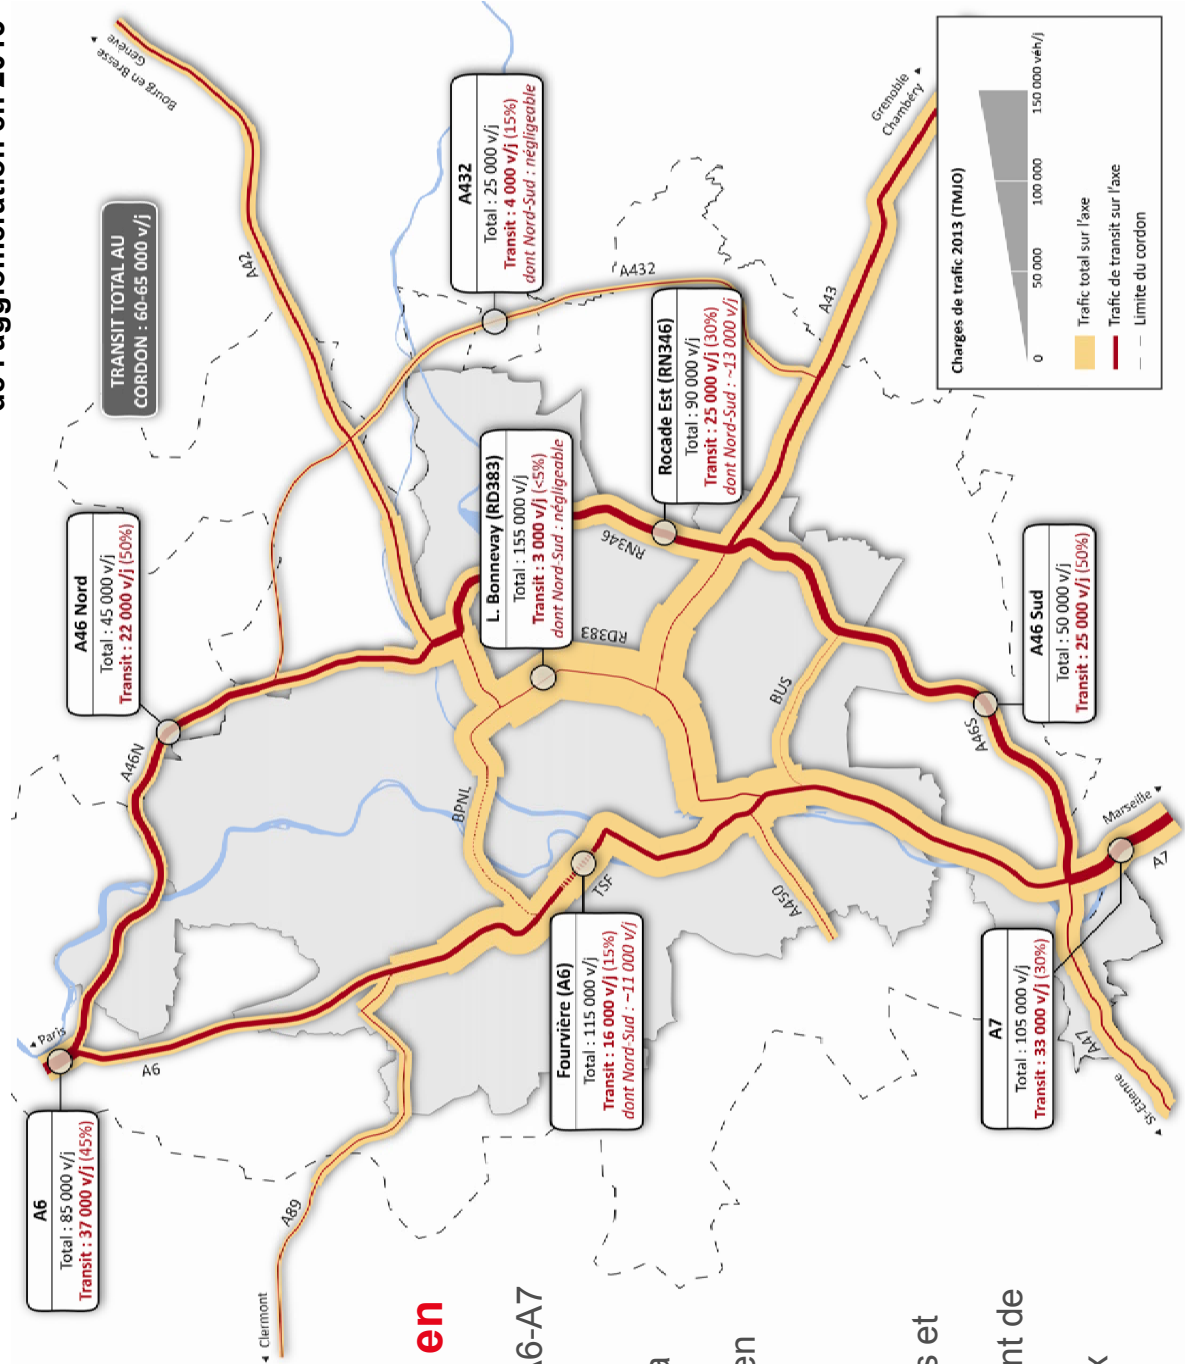 de l'agglomération en 2013
A6
Total : 85 000 v/j
Transit : 37 000 v/j (45%)
A46 Nord
Total : 45 000 v/j
Transit : 22 000 v/j (50%)
TRANSIT TOTAL AU
CORDON : 60-65 000 v/j
Bourg en Bresse
Genève
Paris
A6
A46N
A42
Clermont
A89
en
A6-A7
en
s et
nt de
x
BPNL
TSF
Fourvière (A6)
Total : 115 000 v/j
Transit : 16 000 v/j (15%)
dont Nord-Sud : ~11 000 v/j
L. Bonnevay (RD383)
Total : 155 000 v/j
Transit : 3 000 v/j (<5%)
dont Nord-Sud : négligeable
A432
Total : 25 000 v/j
Transit : 4 000 v/j (15%)
dont Nord-Sud : négligeable
RD383
RN346
A432
Rocade Est (RN346)
Total : 90 000 v/j
Transit : 25 000 v/j (30%)
dont Nord-Sud : ~13 000 v/j
A450
BUS
A43
Grenoble
Chambéry
A46S
A7
Total : 105 000 v/j
Transit : 33 000 v/j (30%)
A46 Sud
Total : 50 000 v/j
Transit : 25 000 v/j (50%)
A47
St-Etienne
Marseille
A7
Charges de trafic 2013 (TMJO)
0
50 000
100 000
150 000 véh/j
Trafic total sur l'axe
Trafic de transit sur l'axe
Limite du cordon